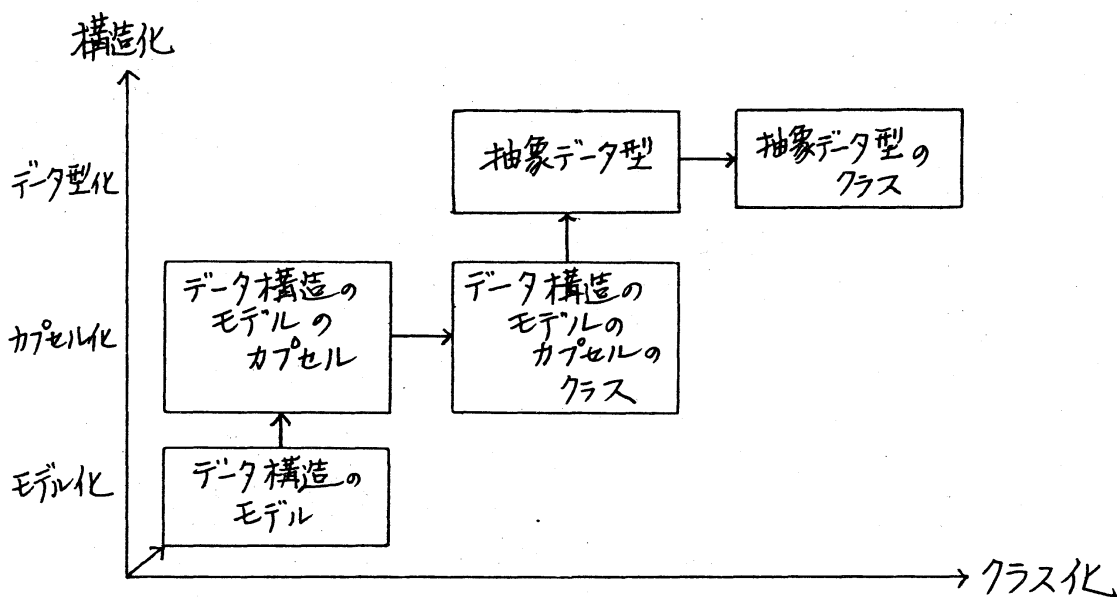 構造化
データ型化
抽象データ型
抽象データ型の
クラス
カプセル化
データ構造の
モデルの
カプセル
データ構造の
モデルの
カプセルの
クラス
モデル化
データ構造の
モデル
クラス化